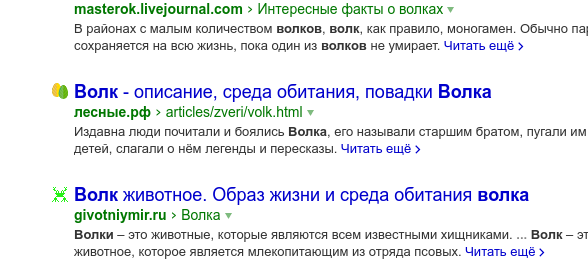 masterok.livejournal.com › Интересные факты о волках
В районах с малым количеством волков, волк, как правило, моногамен. Обычно
сохраняется на всю жизнь, пока один из волков не умирает. Читать ещё ›
Волк - описание, среда обитания, повадки Волка
лесные.рф › articles/zveri/volk.html
Издавна люди почитали и боялись Волка, его называли старшим братом, пугали им
детей, слагали о нём легенды и пересказы. Читать ещё ›
Волк животное. Образ жизни и среда обитания волка
givotniymir.ru › Волка
Волки – это животные, которые являются всем известными хищниками. ... Волк –
животное, которое является млекопитающим из отряда псовых. Читать ещё ›